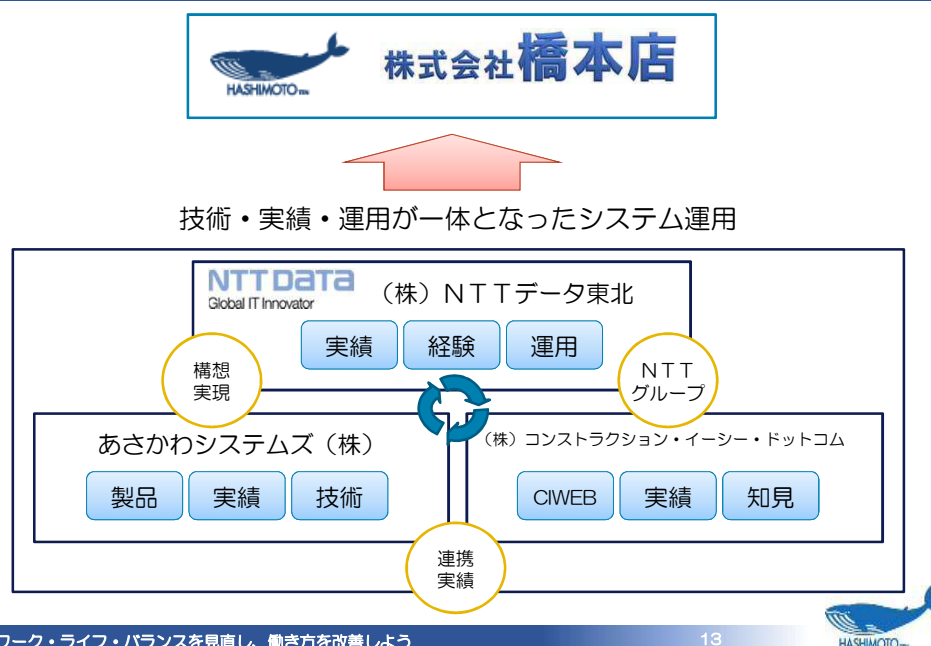 HASHIMOTO
株式会社橋本店
技術・実績・運用が一体となったシステム運用
NTT DATA
Global IT Innovator
(株)NTTデータ東北
実績 経験 運用
構想
実現
NTT
グループ
あさかわシステムズ(株)
製品 実績 技術
(株)コンストラクション・イーシー・ドットコム
CIWEB 実績 知見
連携
実績
ワーク・ライフ・バランスを見直し、働き方を改善しよう
13
HASHIMOTO